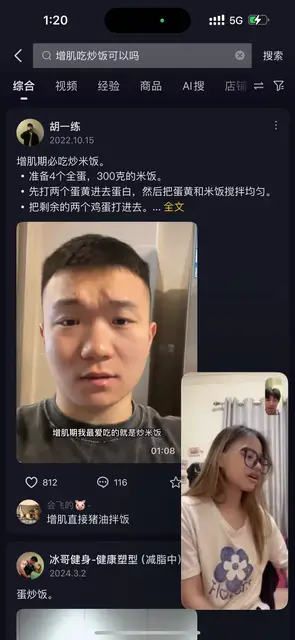 1:20
5G
增肌吃炒饭可以吗
搜索
综合
视频
经验
商品
AI搜
店铺
胡一练
2022.10.15
增肌期必吃炒米饭。
• 准备4个全蛋，300克的米饭。
• 先打两个蛋黄进去蛋白，然后把蛋黄和米饭搅拌均匀。
• 把剩余的两个鸡蛋打进去。... 全文
增肌期我最爱吃的就是炒米饭
01:08
812
116
会飞的🐷-
增肌直接猪油拌饭
冰哥健身-健康塑型（减脂中）
2024.3.2
蛋炒饭。